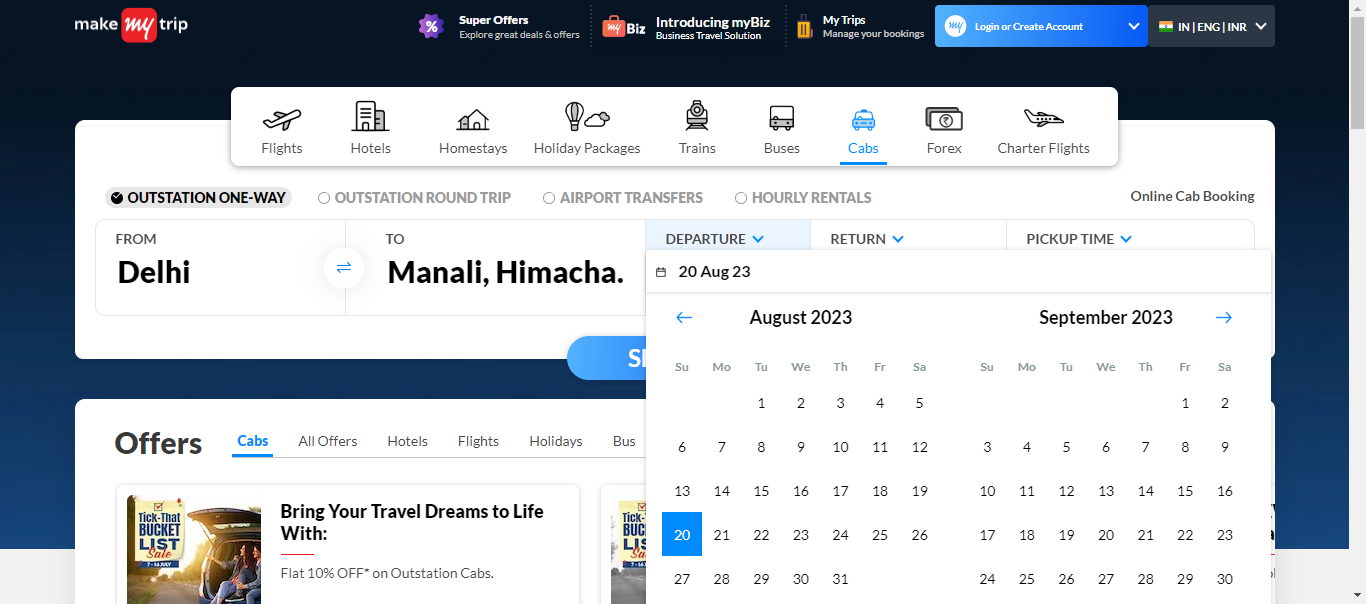 make my trip
% Super Offers
Explore great deals & offers
my Biz Introducing myBiz
Business Travel Solution
My Trips
Manage your bookings
my Login or Create Account
IN | ENG | INR
Flights Hotels Homestays Holiday Packages Trains Buses Cabs Forex Charter Flights
OUTSTATION ONE-WAY OUTSTATION ROUND TRIP AIRPORT TRANSFERS HOURLY RENTALS Online Cab Booking
FROM
Delhi
TO
Manali, Himacha.
DEPARTURE RETURN PICKUP TIME
20 Aug 23
August 2023
Su Mo Tu We Th Fr Sa
1 2 3 4 5
6 7 8 9 10 11 12
13 14 15 16 17 18 19
20 21 22 23 24 25 26
27 28 29 30 31
September 2023
Su Mo Tu We Th Fr Sa
1 2
3 4 5 6 7 8 9
10 11 12 13 14 15 16
17 18 19 20 21 22 23
24 25 26 27 28 29 30
Offers Cabs All Offers Hotels Flights Holidays Bus
TICK-THAT
BUCKET
LIST
Sale
7 - 16 JULY
Bring Your Travel Dreams to Life
With:
Flat 10% OFF* on Outstation Cabs.